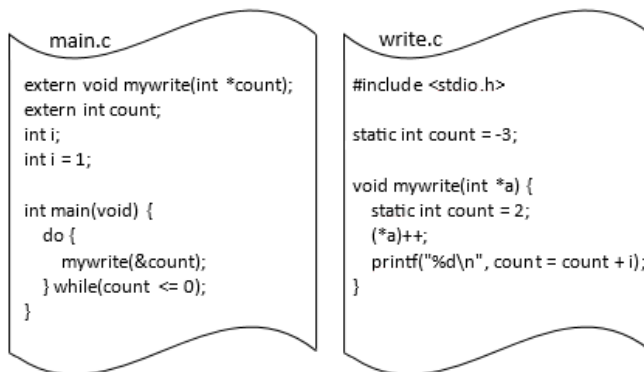 main.c
extern void mywrite(int *count);
extern int count;
int i;
int i = 1;
int main(void) {
do {
mywrite(&count);
} while(count <= 0);
}
write.c
#include <stdio.h>
static int count = -3;
void mywrite(int *a) {
static int count = 2;
(*a)++;
printf("%d\n", count = count + i);
}